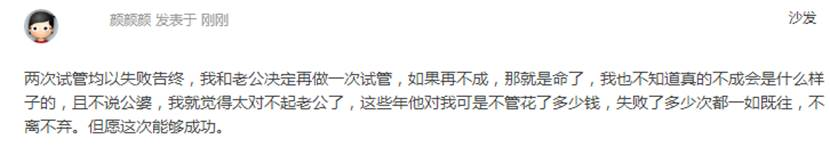 颜颜颜 发表于 刚刚
沙发
两次试管均以失败告终，我和老公决定再做一次试管，如果再不成，那就是命了，我也不知道真的不成会是什么样
子的，且不说公婆，我就觉得太对不起老公了，这些年他对我可是不管花了多少钱，失败了多少次都一如既往，不
离不弃。但愿这次能够成功。